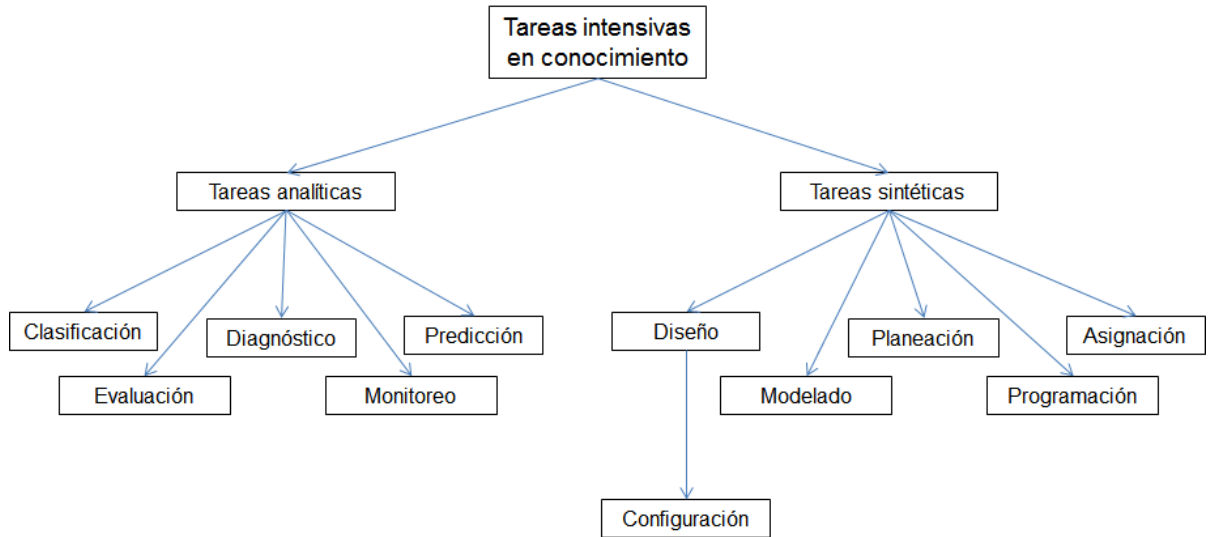 Tareas intensivas
en conocimiento
Tareas analíticas
Tareas sintéticas
Clasificación
Diagnóstico
Predicción
Diseño
Planeación
Asignación
Evaluación
Monitoreo
Modelado
Programación
Configuración